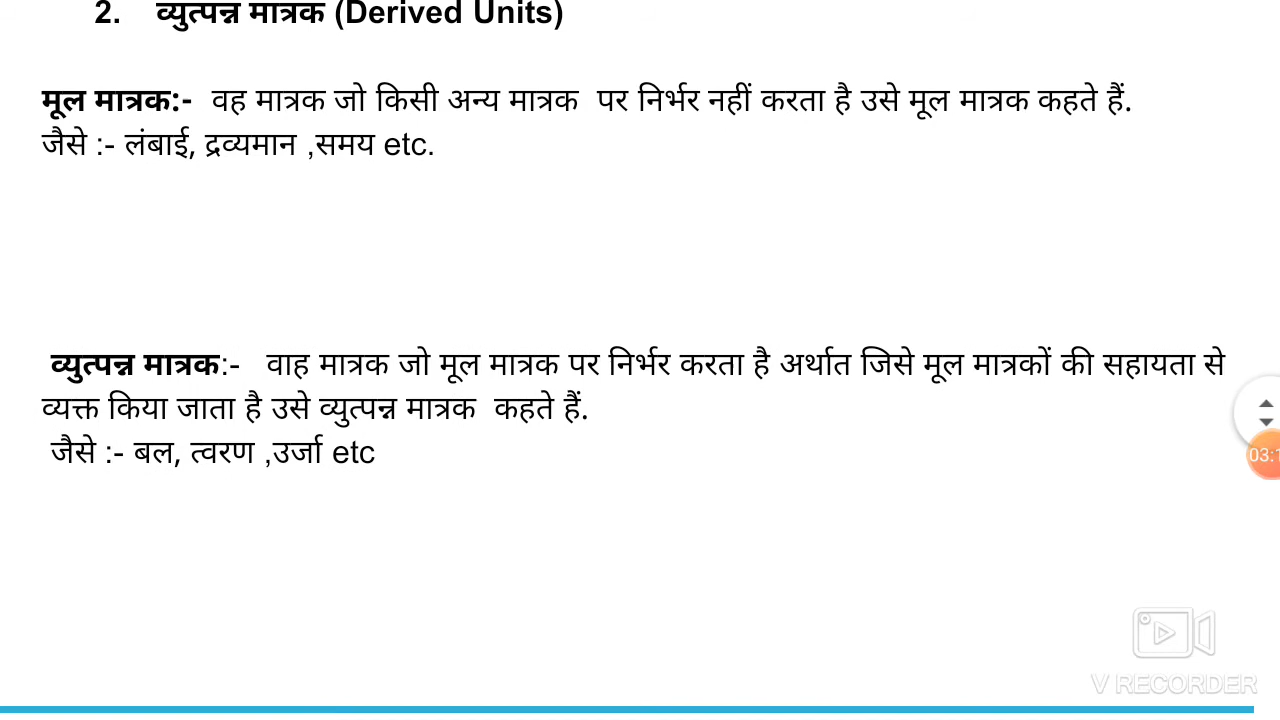 2. व्युत्पन्न मात्रक (Derived Units)
मूल मात्रक:- वह मात्रक जो किसी अन्य मात्रक पर निर्भर नहीं करता है उसे मूल मात्रक कहते हैं.
जैसे :- लंबाई, द्रव्यमान ,समय etc.
व्युत्पन्न मात्रक:- वाह मात्रक जो मूल मात्रक पर निर्भर करता है अर्थात जिसे मूल मात्रकों की सहायता से
व्यक्त किया जाता है उसे व्युत्पन्न मात्रक कहते हैं.
जैसे :- बल, त्वरण ,उर्जा etc
V RECORDER